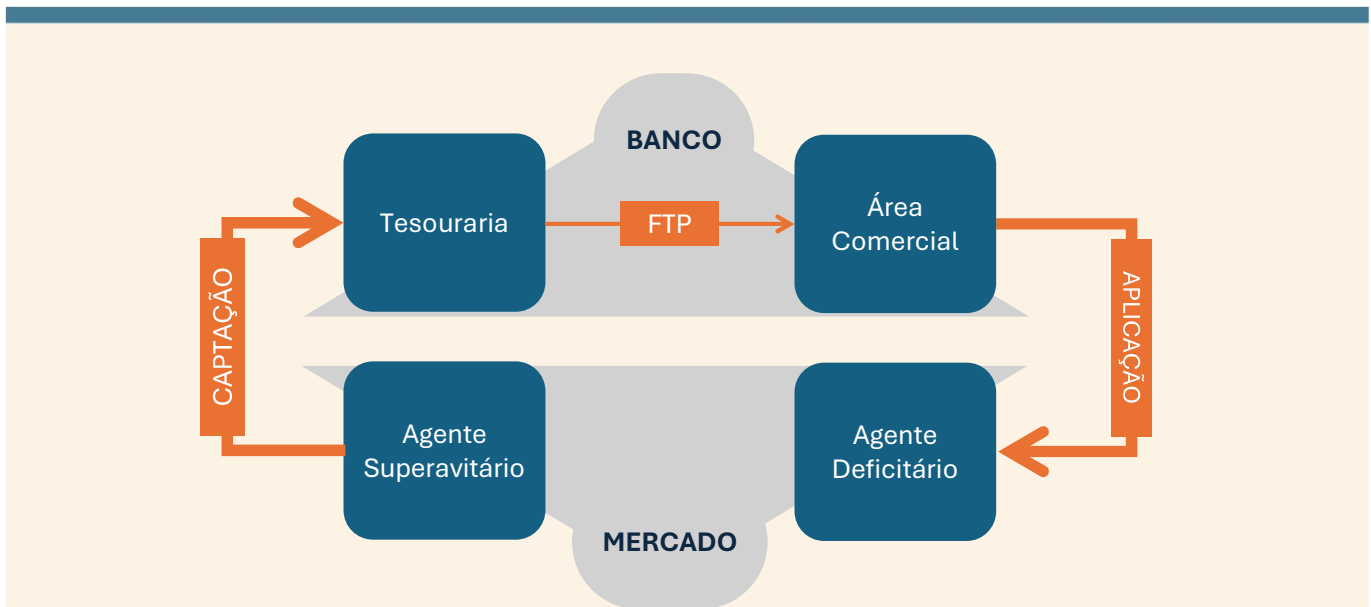 BANCO
Tesouraria
FTP
Área
Comercial
CAPTAÇÃO
APLICAÇÃO
Agente
Superavitário
Agente
Deficitário
MERCADO